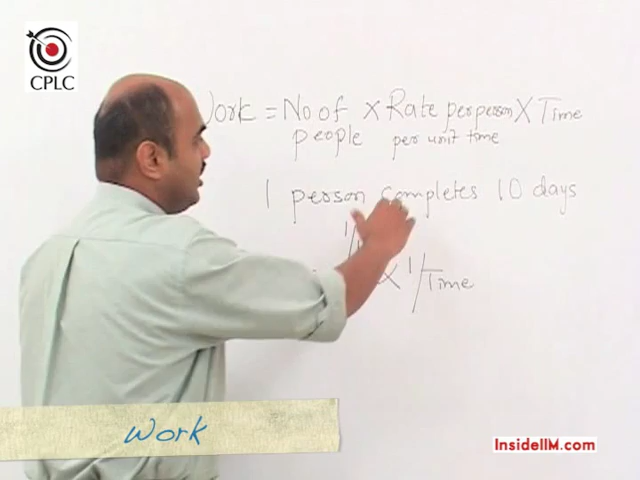 CPLC
Work = No of × Rate per person × Time
people per unit time
1 person completes 10 days
× 1/Time
Work
InsideIIM.com